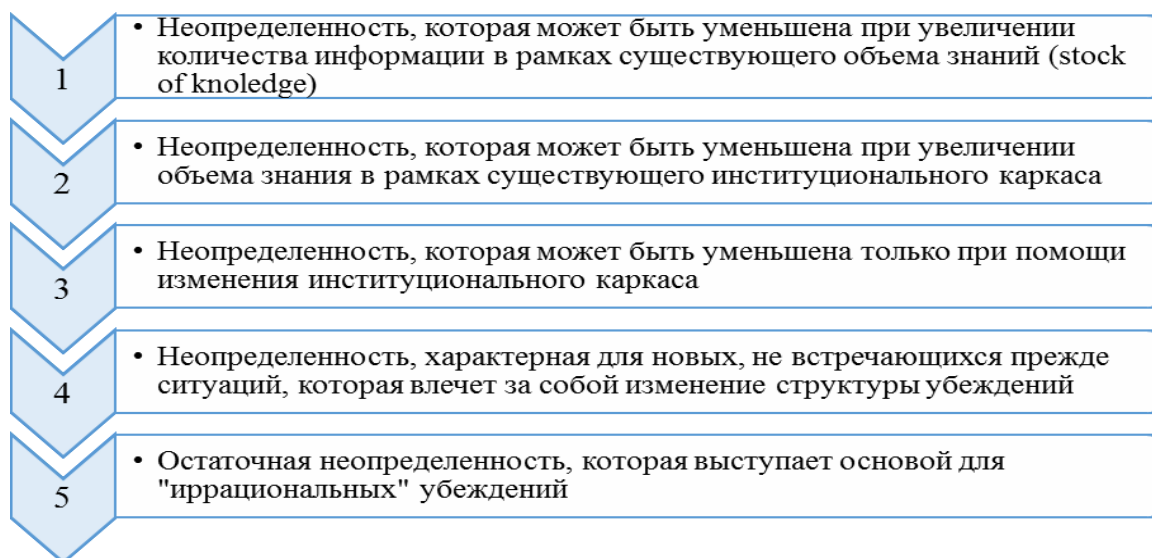 • Неопределенность, которая может быть уменьшена при увеличении
количества информации в рамках существующего объема знаний (stock
of knoledge)
1
• Неопределенность, которая может быть уменьшена при увеличении
объема знания в рамках существующего институционального каркаса
2
• Неопределенность, которая может быть уменьшена только при помощи
изменения институционального каркаса
3
• Неопределенность, характерная для новых, не встречающихся прежде
ситуаций, которая влечет за собой изменение структуры убеждений
4
• Остаточная неопределенность, которая выступает основой для
"иррациональных" убеждений
5